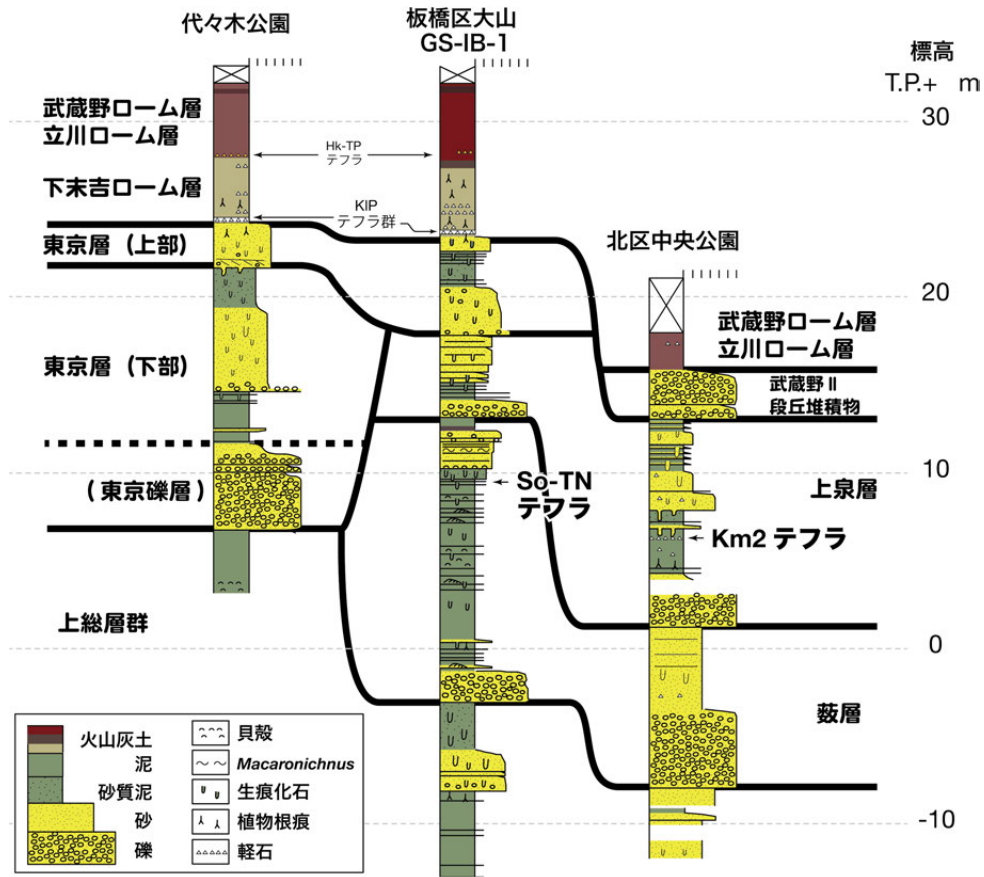 代々木公園
板橋区大山
GS-IB-1
標高
T.P.+ m
30
武蔵野ローム層
立川ローム層
Hk-TP
テフラ
下末吉ローム層
KlP
テフラ群
東京層（上部）
北区中央公園
20
武蔵野ローム層
立川ローム層
東京層（下部）
武蔵野Ⅱ
段丘堆積物
10
（東京礫層）
So-TN
テフラ
上泉層
Km2 テフラ
上総層群
0
薮層
-10
火山灰土
泥
砂質泥
砂
礫
貝殻
Macaronichnus
生痕化石
植物根痕
軽石